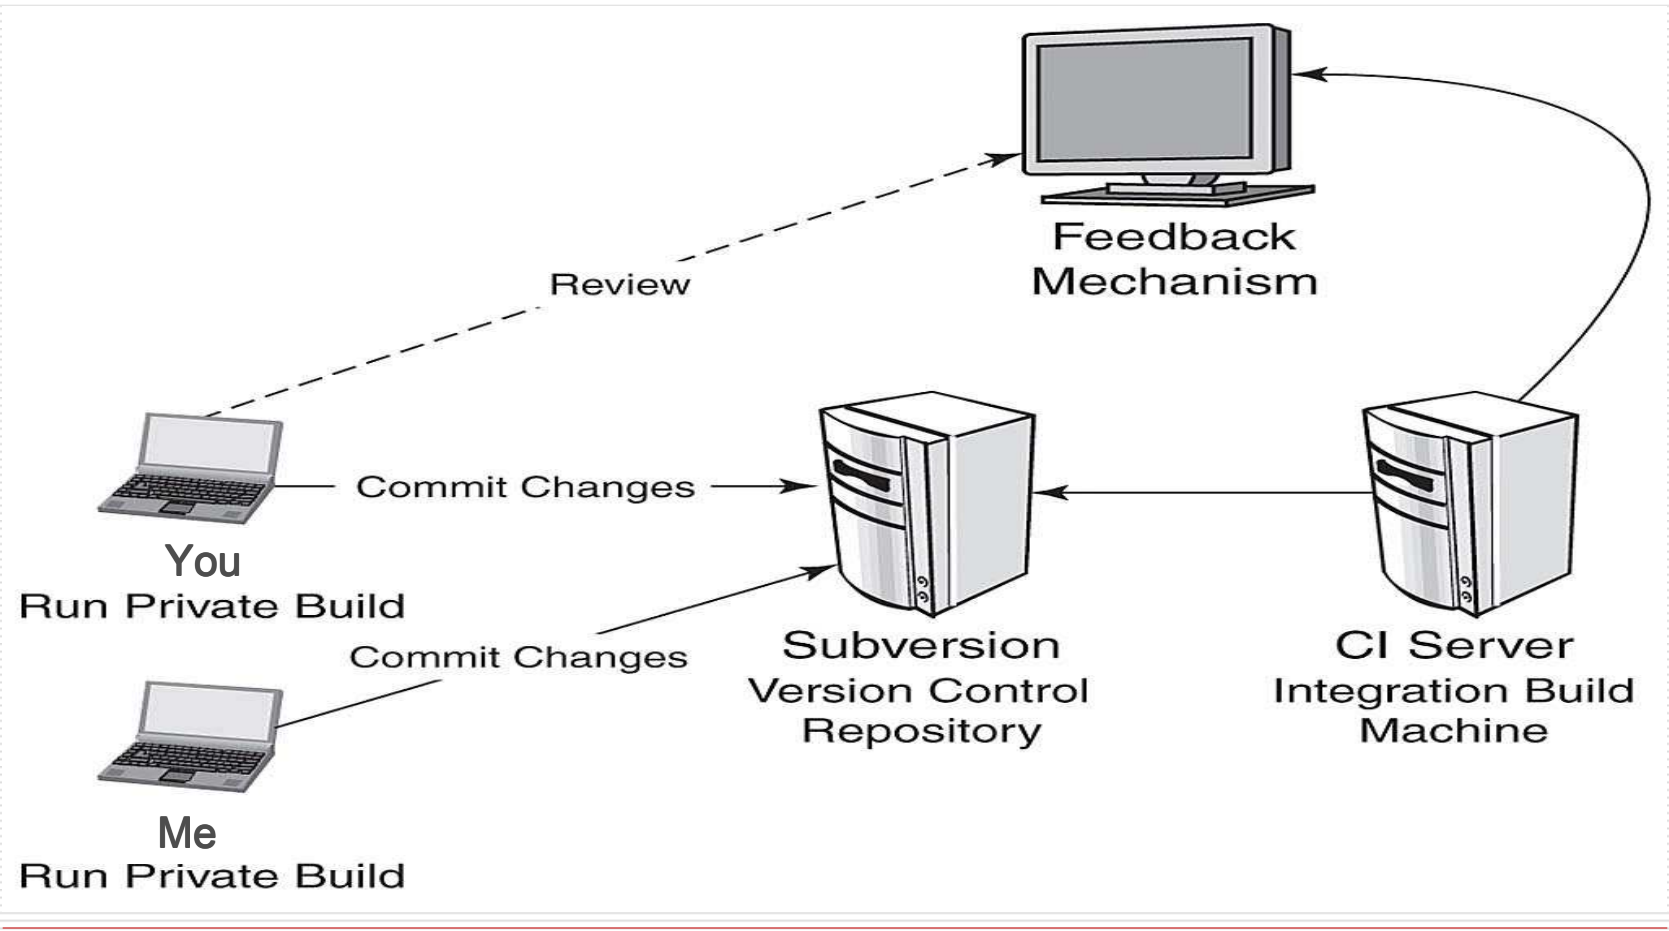 Feedback
Mechanism
Review
Commit Changes
You
Run Private Build
Commit Changes
Subversion
Version Control
Repository
CI Server
Integration Build
Machine
Me
Run Private Build